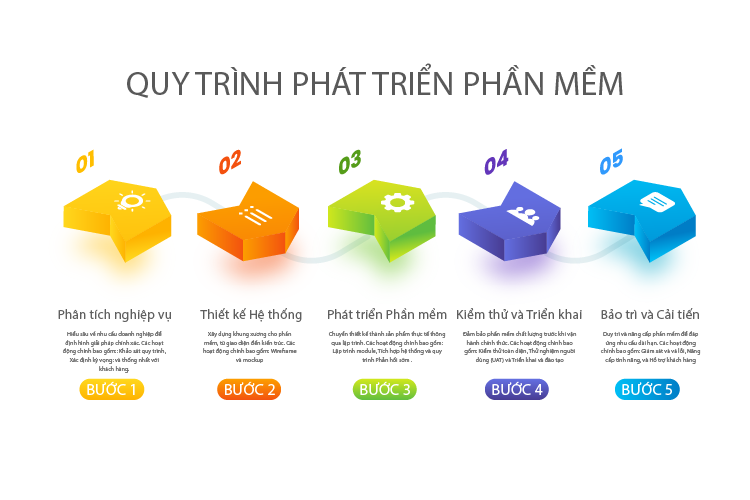 QUY TRÌNH PHÁT TRIỂN PHẦN MỀM
01
02
03
04
05
Phân tích nghiệp vụ
Hiểu sâu về nhu cầu doanh nghiệp để
định hình giải pháp chính xác. Các hoạt
động chính bao gồm: Khảo sát quy trình,
Xác định kỳ vọng: và thống nhất với
khách hàng.
BƯỚC 1
Thiết kế Hệ thống
Xây dựng khung xương cho phần
mềm, từ giao diện đến kiến trúc. Các
hoạt động chính bao gồm: Wireframe
và mockup
BƯỚC 2
Phát triển Phần mềm
Chuyển thiết kế thành sản phẩm thực tế thông
qua lập trình. Các hoạt động chính bao gồm :
Lập trình module, Tích hợp hệ thống và quy
trình Phản hồi sớm .
BƯỚC 3
Kiểm thử và Triển khai
Đảm bảo phần mềm chất lượng trước khi vận
hành chính thức. Các hoạt động chính bao
gồm: Kiểm thử toàn diện, Thử nghiệm người
dùng (UAT) và Triển khai và đào tạo
BƯỚC 4
Bảo trì và Cải tiến
Duy trì và nâng cấp phần mềm để đáp
ứng nhu cầu dài hạn. Các hoạt động
chính bao gồm: Giám sát và vá lỗi, Nâng
cấp tính năng, và Hổ trợ khách hàng
BƯỚC 5